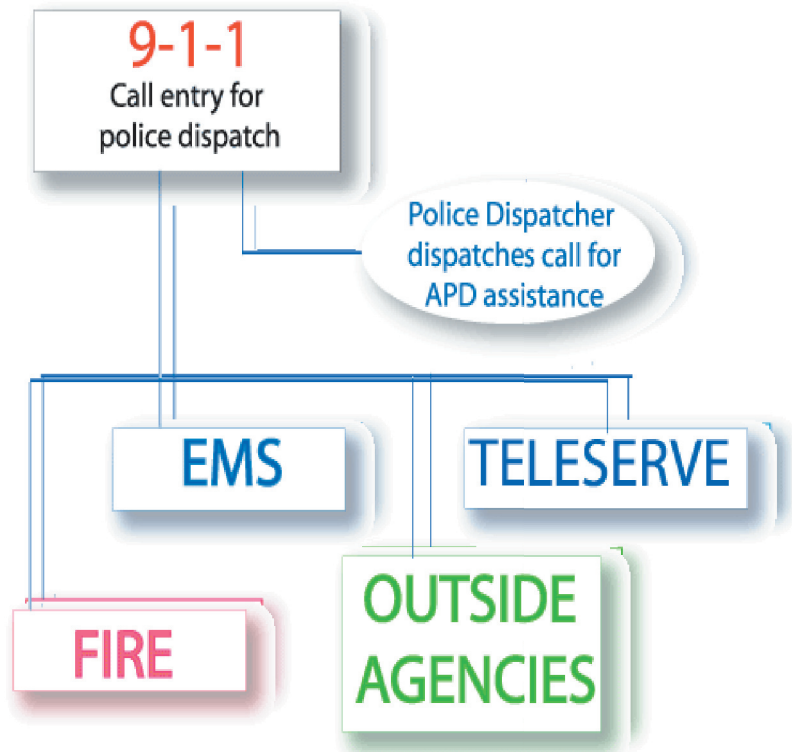 9-1-1
Call entry for
police dispatch
Police Dispatcher
dispatches call for
APD assistance
EMS
TELESERVE
FIRE
OUTSIDE
AGENCIES